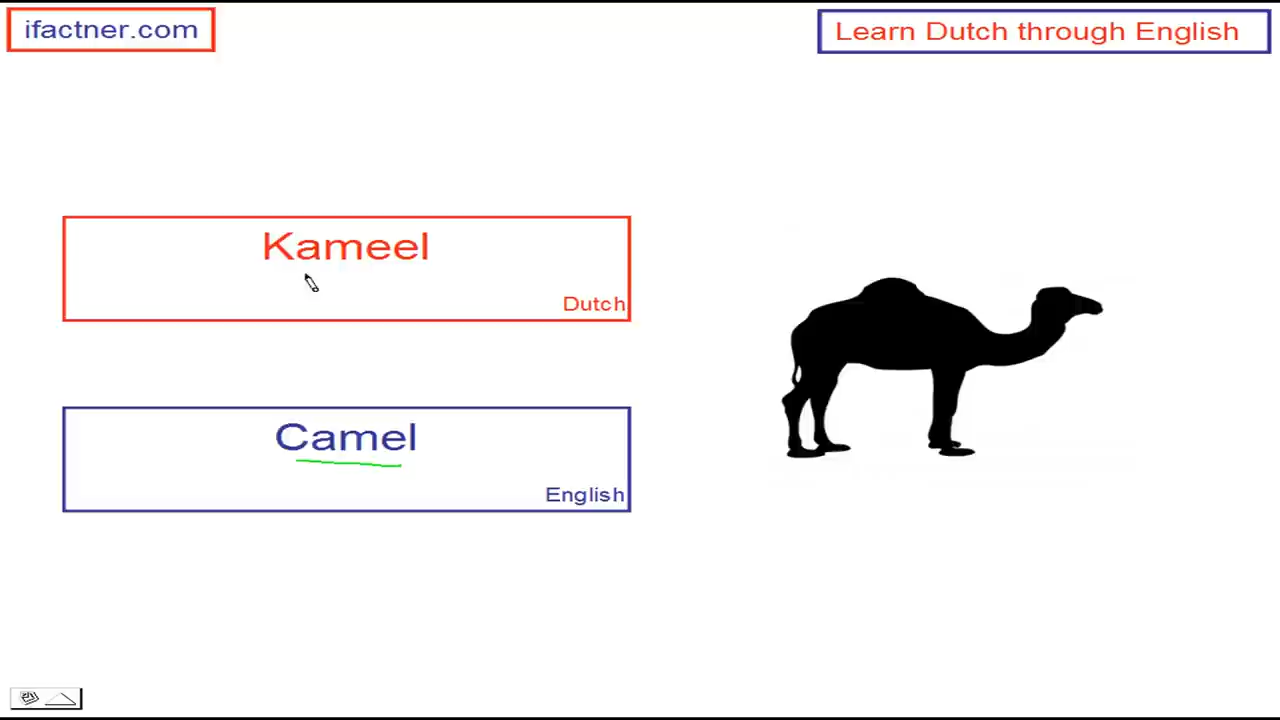 ifactner.com
Learn Dutch through English
Kameel
Dutch
Camel
English